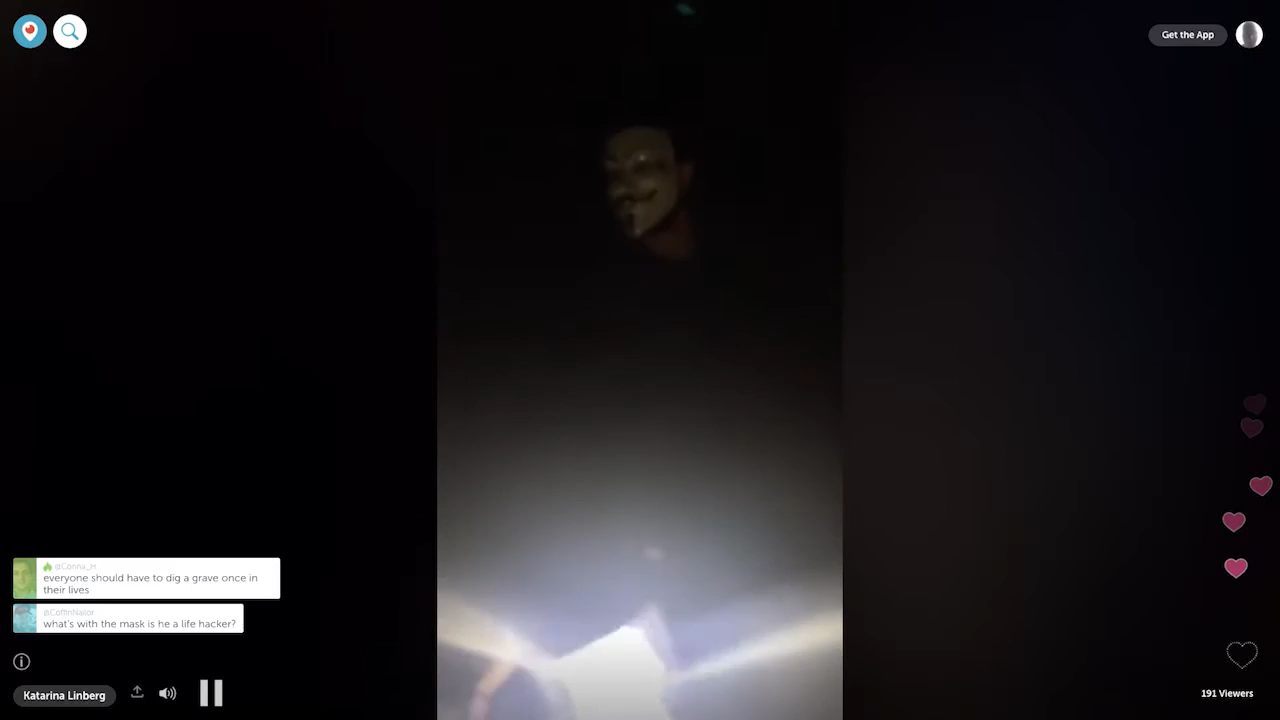 Get the App
@Conna_H
everyone should have to dig a grave once in
their lives
@CoffinNailor
what's with the mask is he a life hacker?
Katarina Linberg
191 Viewers